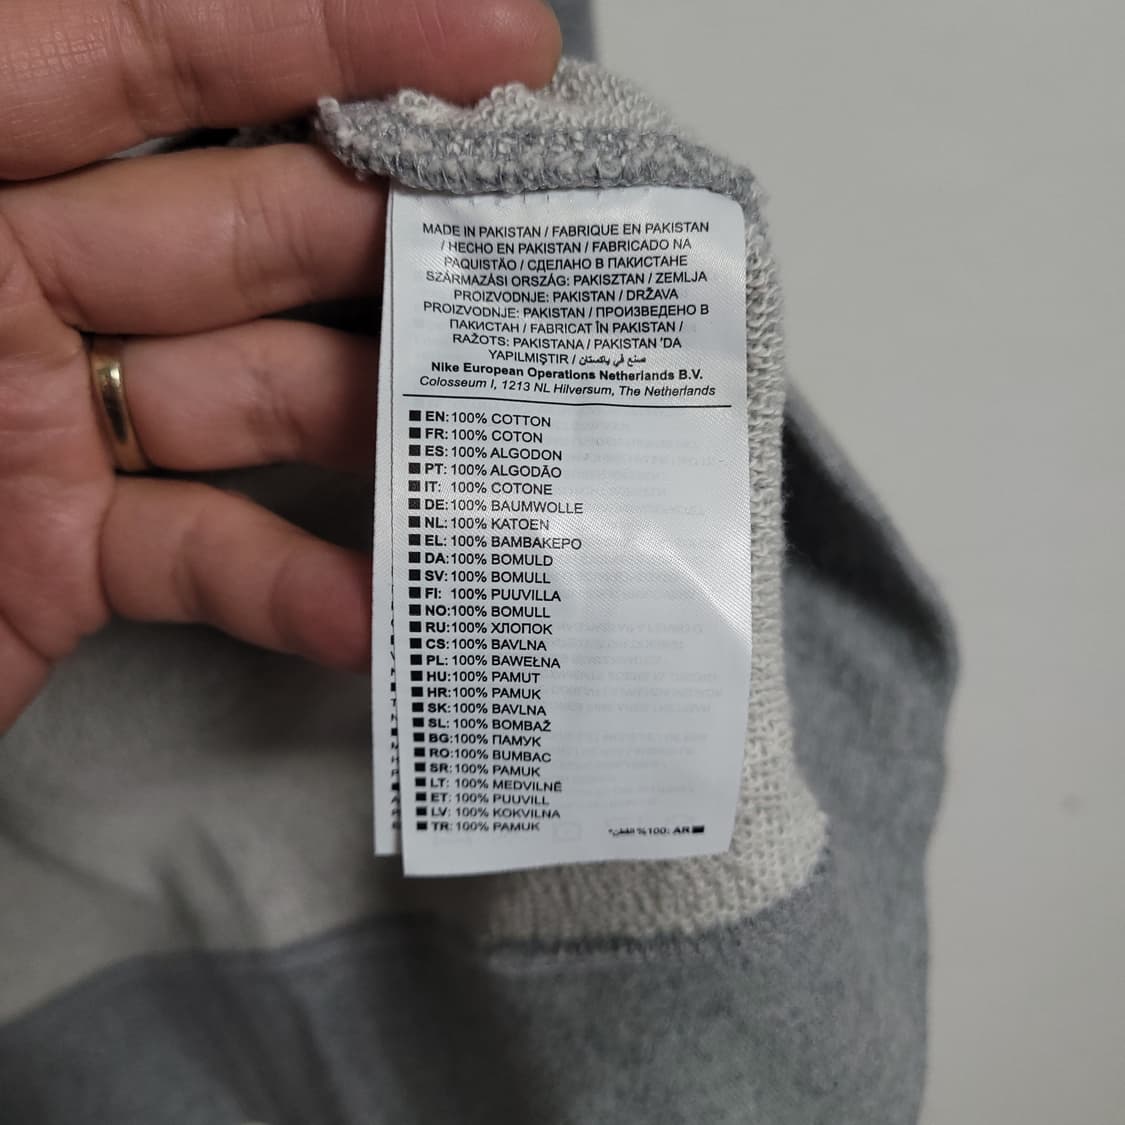 MADE IN PAKISTAN / FABRIQUE EN PAKISTAN
/ HECHO EN PAKISTAN / FABRICADO NA
PAQUISTÃO / СДЕЛАНО В ПАКИСТАНЕ
SZÁRMAZÁSI ORSZÁG: PAKISZTAN / ZEMLJA
PROIZVODNJE: PAKISTAN / DRŽAVA
PROIZVODNJE: PAKISTAN / ПРОИЗВЕДЕНО В
ПАКИСТАН / FABRICAT ÎN PAKISTAN /
RAŽOTS: PAKISTANA / PAKISTAN 'DA
YAPILMIŞTIR / صنع في باكستان
Nike European Operations Netherlands B.V.
Colosseum I, 1213 NL Hilversum, The Netherlands
EN: 100% COTTON
FR: 100% COTON
ES: 100% ALGODON
PT: 100% ALGODÃO
IT: 100% COTONE
DE: 100% BAUMWOLLE
NL: 100% KATOEN
EL: 100% ΒΑΜΒΑΚΕΡΟ
DA: 100% BOMULD
SV: 100% BOMULL
FI: 100% PUUVILLA
NO: 100% BOMULL
RU: 100% ХЛОПОК
CS: 100% BAVLNA
PL: 100% BAWEŁNA
HU: 100% PAMUT
HR: 100% PAMUK
SK: 100% BAVLNA
SL: 100% BOMBAŽ
BG: 100% ПАМУК
RO: 100% BUMBAC
SR: 100% PAMUK
LT: 100% MEDVILNĖ
ET: 100% PUUVILL
LV: 100% KOKVILNA
TR: 100% PAMUK
AR :100% القطن